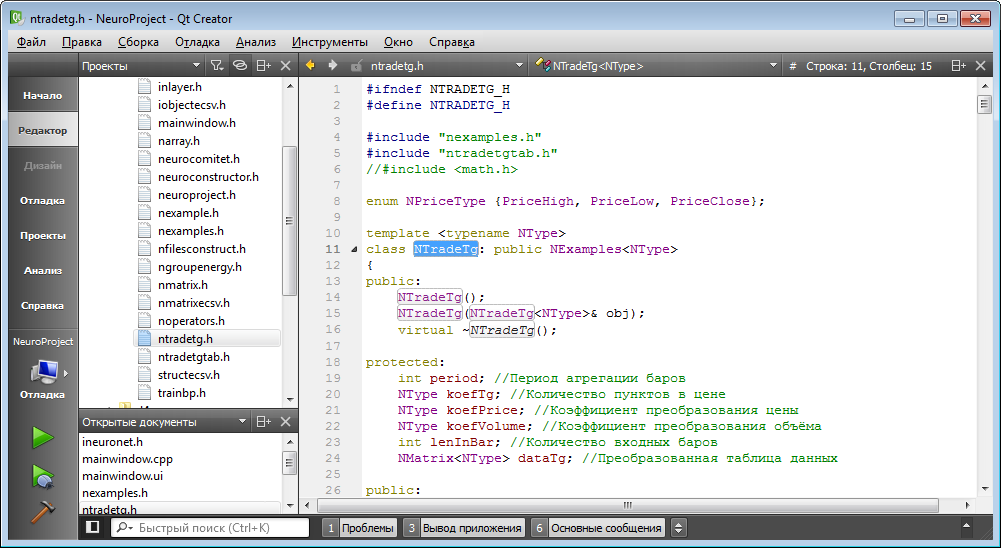 ntradetg.h - NeuroProject - Qt Creator
Файл Правка Сборка Отладка Анализ Инструменты Окно Справка
Проекты
ntradetg.h
NTradeTg<NType>
# Строка: 11, Столбец: 15
Начало
Редактор
Дизайн
Отладка
Проекты
Анализ
Справка
NeuroProject
Отладка
inlayer.h
iobjectecsv.h
mainwindow.h
narray.h
neurocomitet.h
neuroconstructor.h
neuroproject.h
nexample.h
nexamples.h
nfilesconstruct.h
ngroupenergy.h
nmatrix.h
nmatrixecsv.h
noperators.h
ntradetg.h
ntradetgtab.h
structecsv.h
trainbp.h
Открытые документы
ineuronet.h
mainwindow.cpp
mainwindow.ui
nexamples.h
ntradetg.h
1 #ifndef NTRADETG_H
2 #define NTRADETG_H
3
4 #include "nexamples.h"
5 #include "ntradetgtab.h"
6 //#include <math.h>
7
8 enum NPriceType {PriceHigh, PriceLow, PriceClose};
9
10 template <typename NType>
11 class NTradeTg: public NExamples<NType>
12 {
13 public:
14 NTradeTg();
15 NTradeTg(NTradeTg<NType>& obj);
16 virtual ~NTradeTg();
17
18 protected:
19 int period; //Период агрегации баров
20 NType koefTg; //Количество пунктов в цене
21 NType koefPrice; //Коэффициент преобразования цены
22 NType koefVolume; //Коэффициент преобразования объёма
23 int lenInBar; //Количество входных баров
24 NMatrix<NType> dataTg; //Преобразованная таблица данных
25
26 public:
Быстрый поиск (Ctrl+K)
1 Проблемы
3 Вывод приложения
6 Основные сообщения